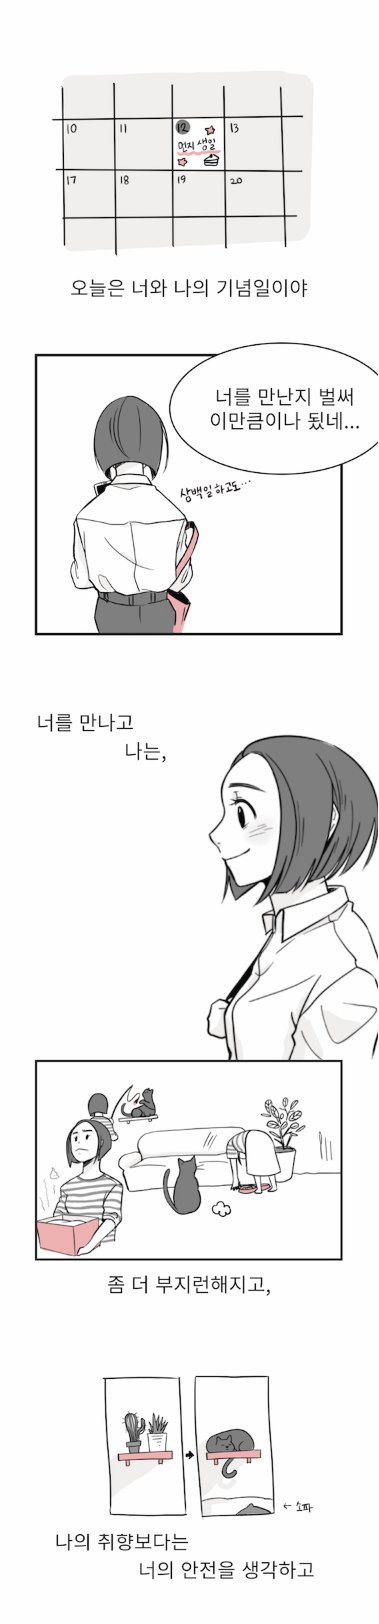 10 11 12 13
먼지 생일
17 18 19 20
오늘은 너와 나의 기념일이야
너를 만난지 벌써
이만큼이나 됬네...
삼백일하고도...
너를 만나고
나는,
좀 더 부지런해지고,
← 소파
나의 취향보다는
너의 안전을 생각하고